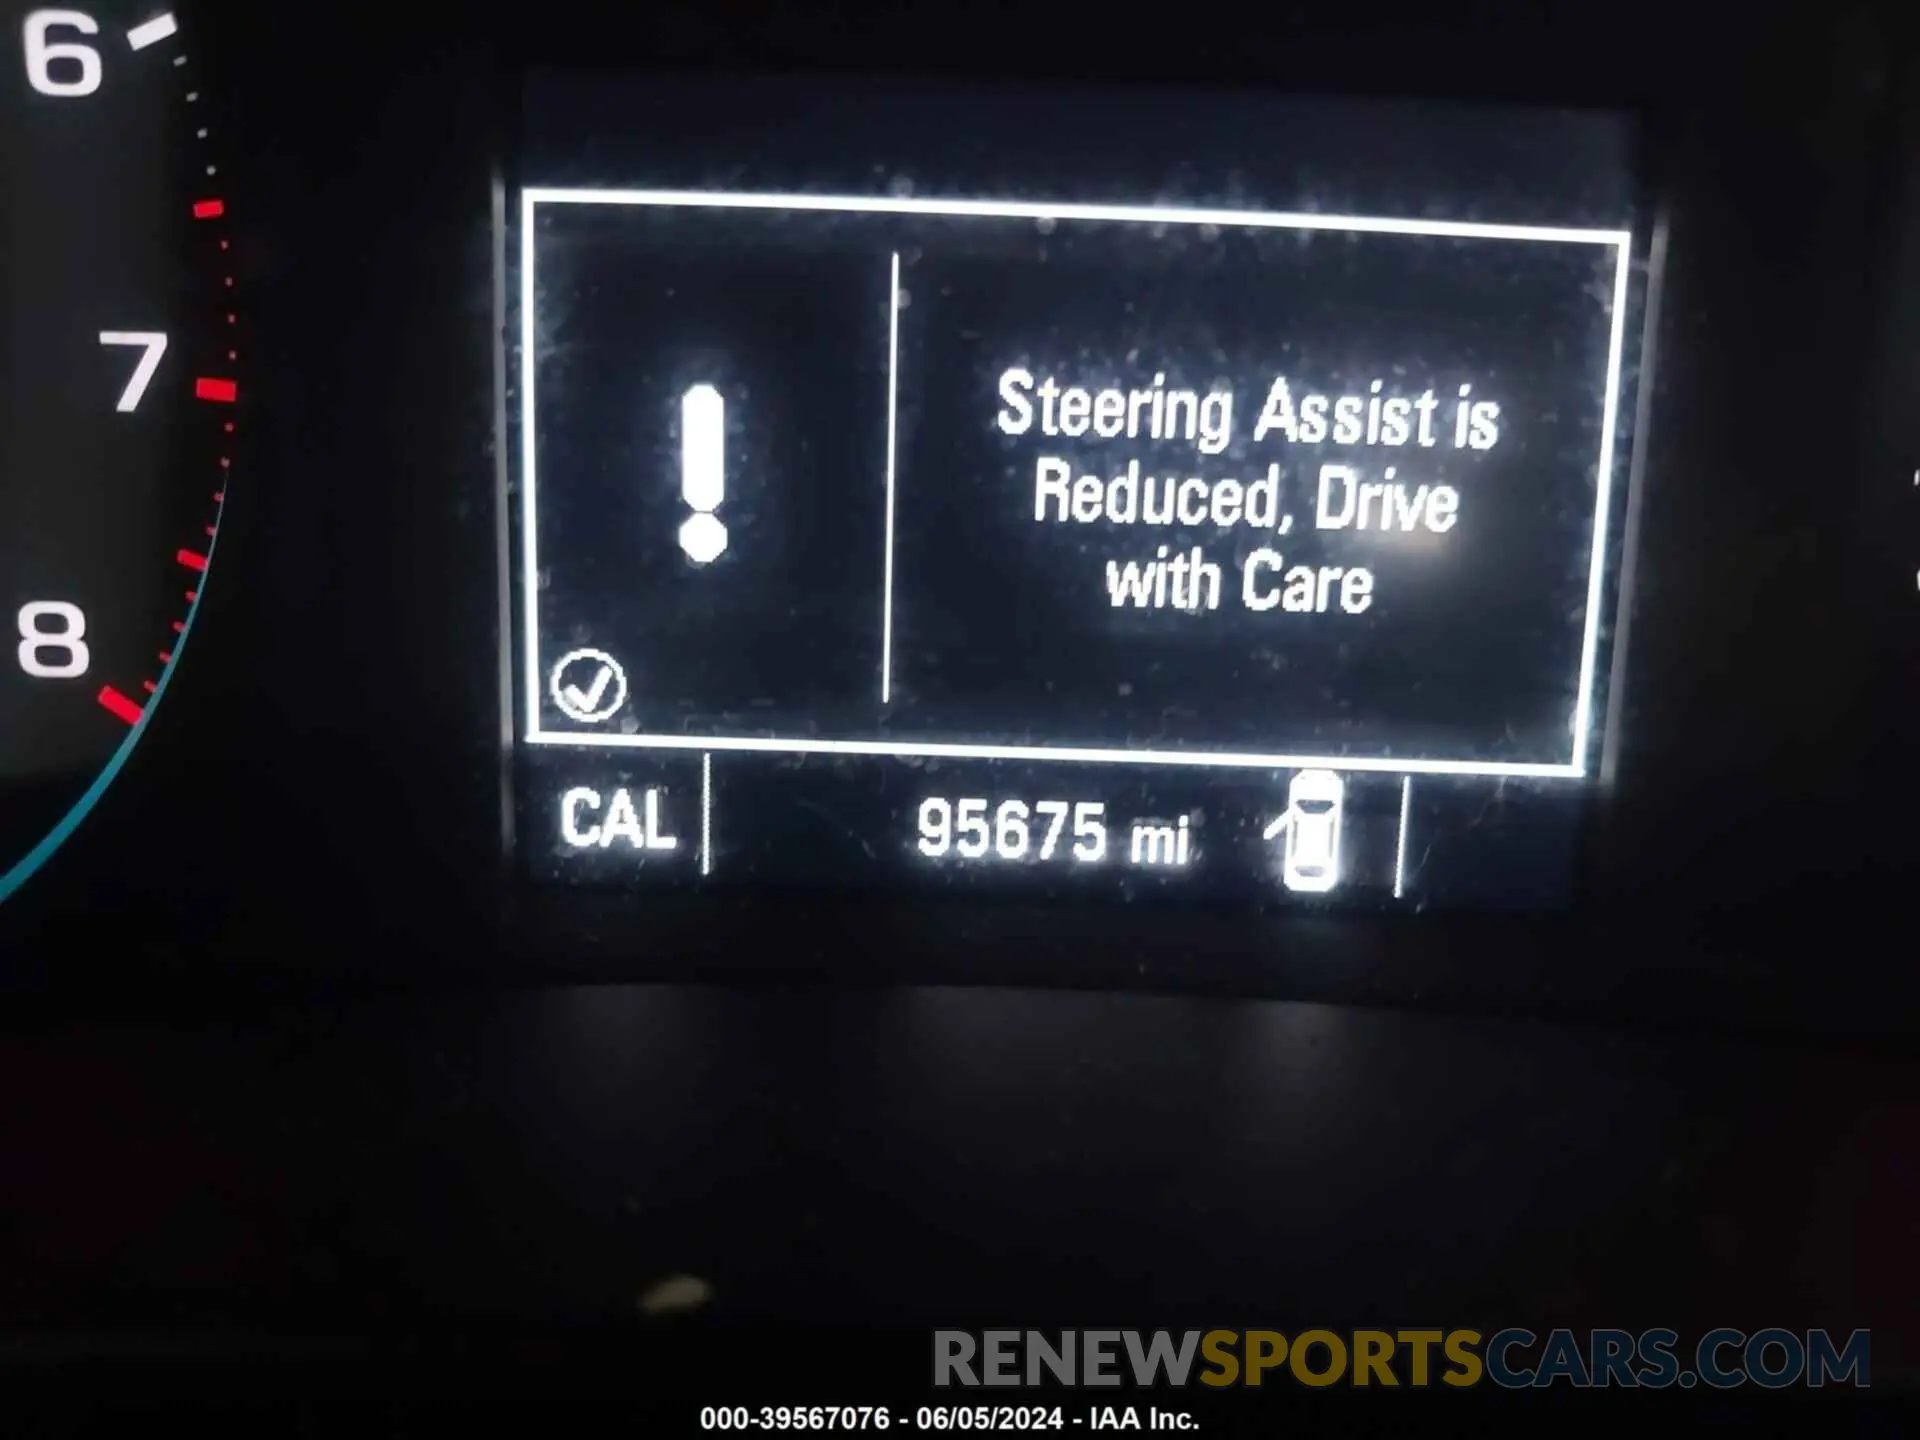 6
7
8
Steering Assist is
Reduced, Drive
with Care
CAL
95675 mi
RENEWSPORTSCARS.COM
000-39567076 - 06/05/2024 - IAA Inc.